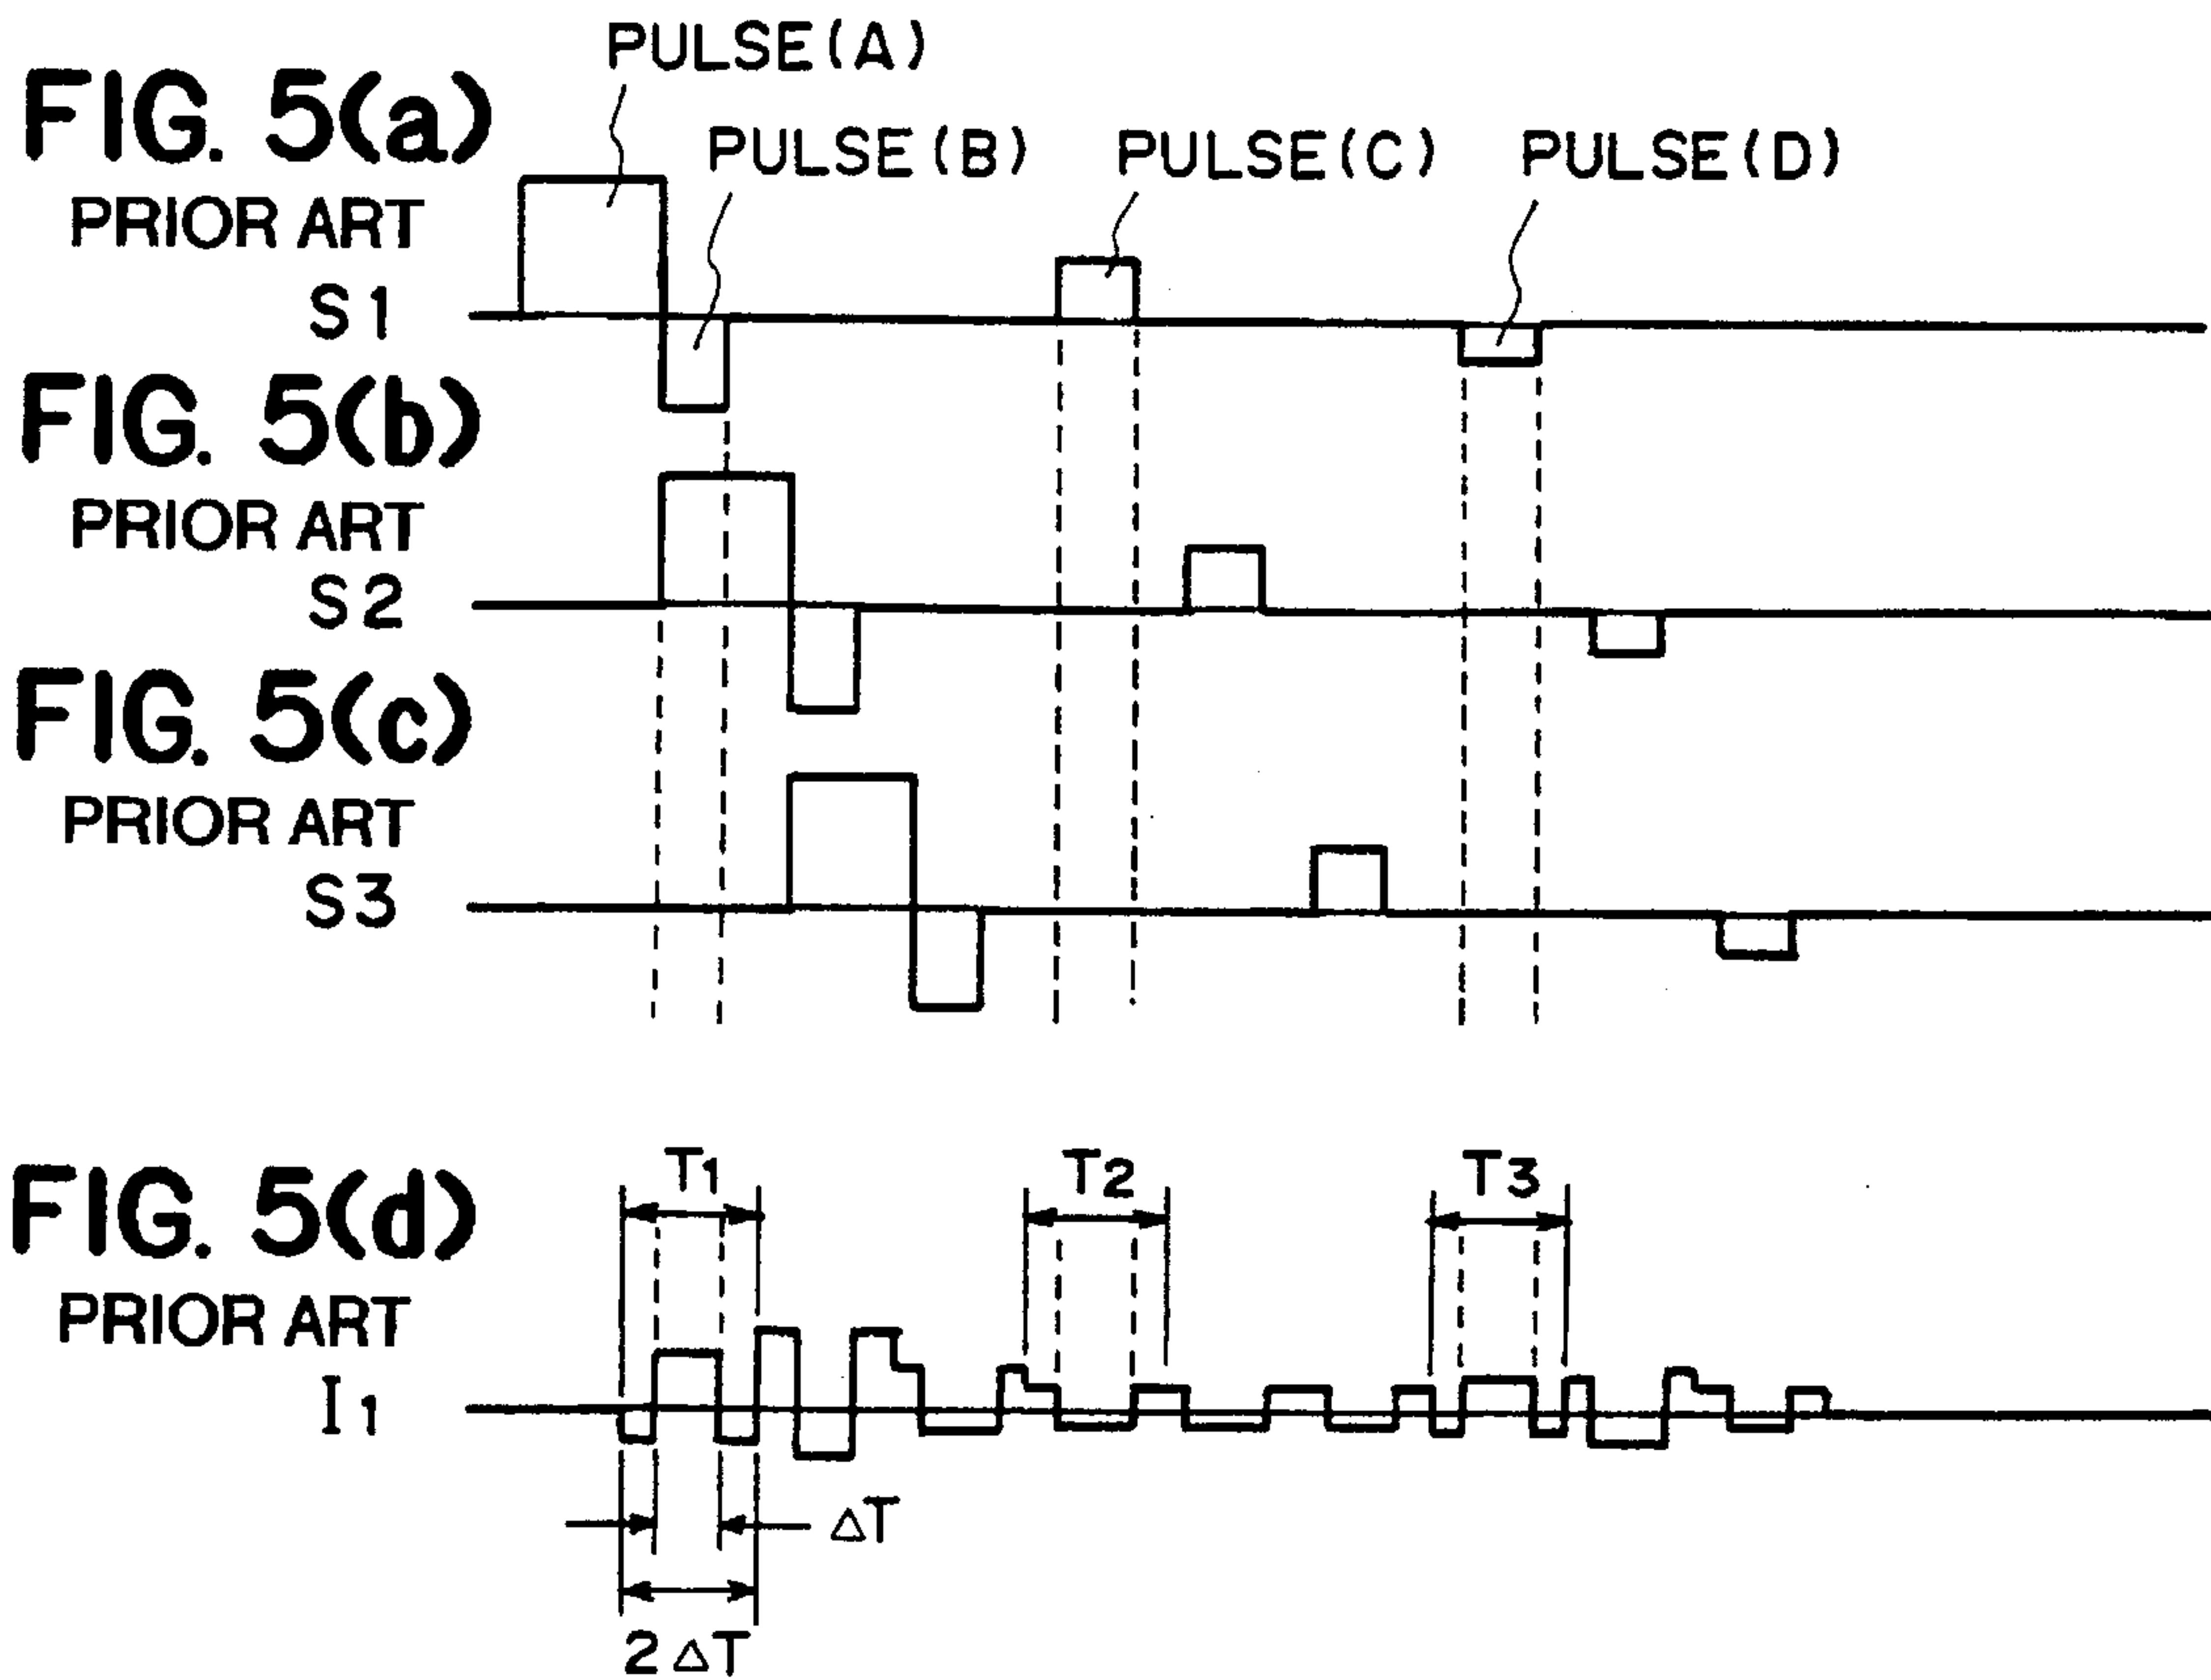 PULSE(A)
FIG. 5(a)
PULSE(B)
PULSE(C)
PULSE(D)
PRIOR ART
S1
FIG. 5(b)
PRIOR ART
S2
FIG. 5(c)
PRIOR ART
S3
T1
T2
T3
FIG. 5(d)
PRIOR ART
I1
ΔT
2ΔT